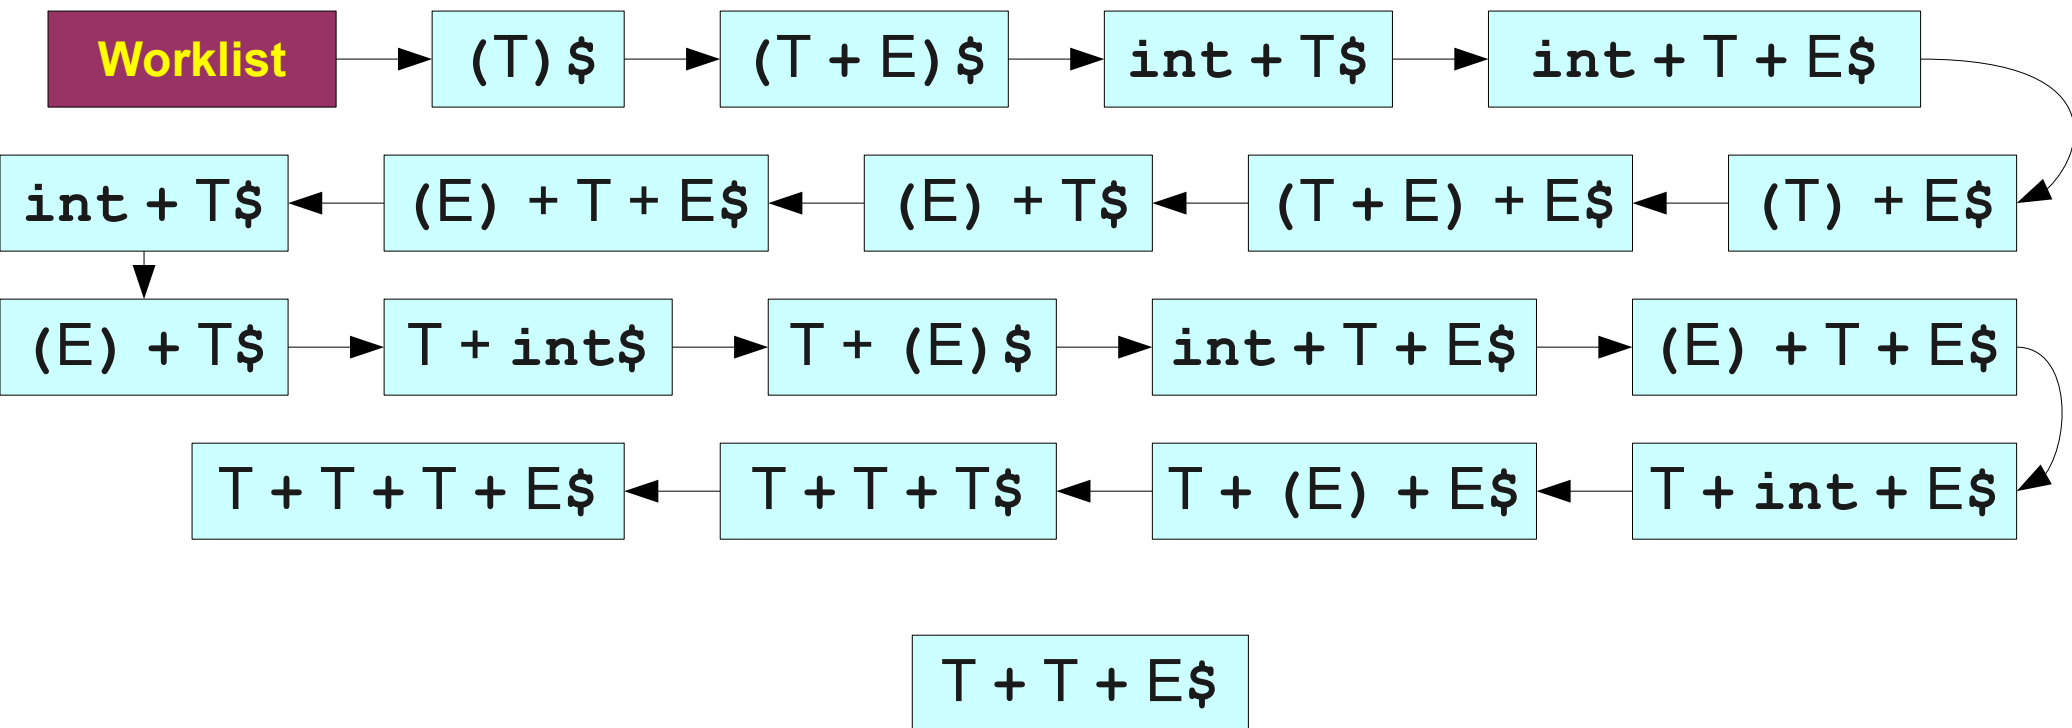 Worklist (T)$ (T + E)$ int + T$ int + T + E$
int + T$ (E) + T + E$ (E) + T$ (T + E) + E$ (T) + E$
(E) + T$ T + int$ T + (E)$ int + T + E$ (E) + T + E$
T + T + T + E$ T + T + T$ T + (E) + E$ T + int + E$
T + T + E$